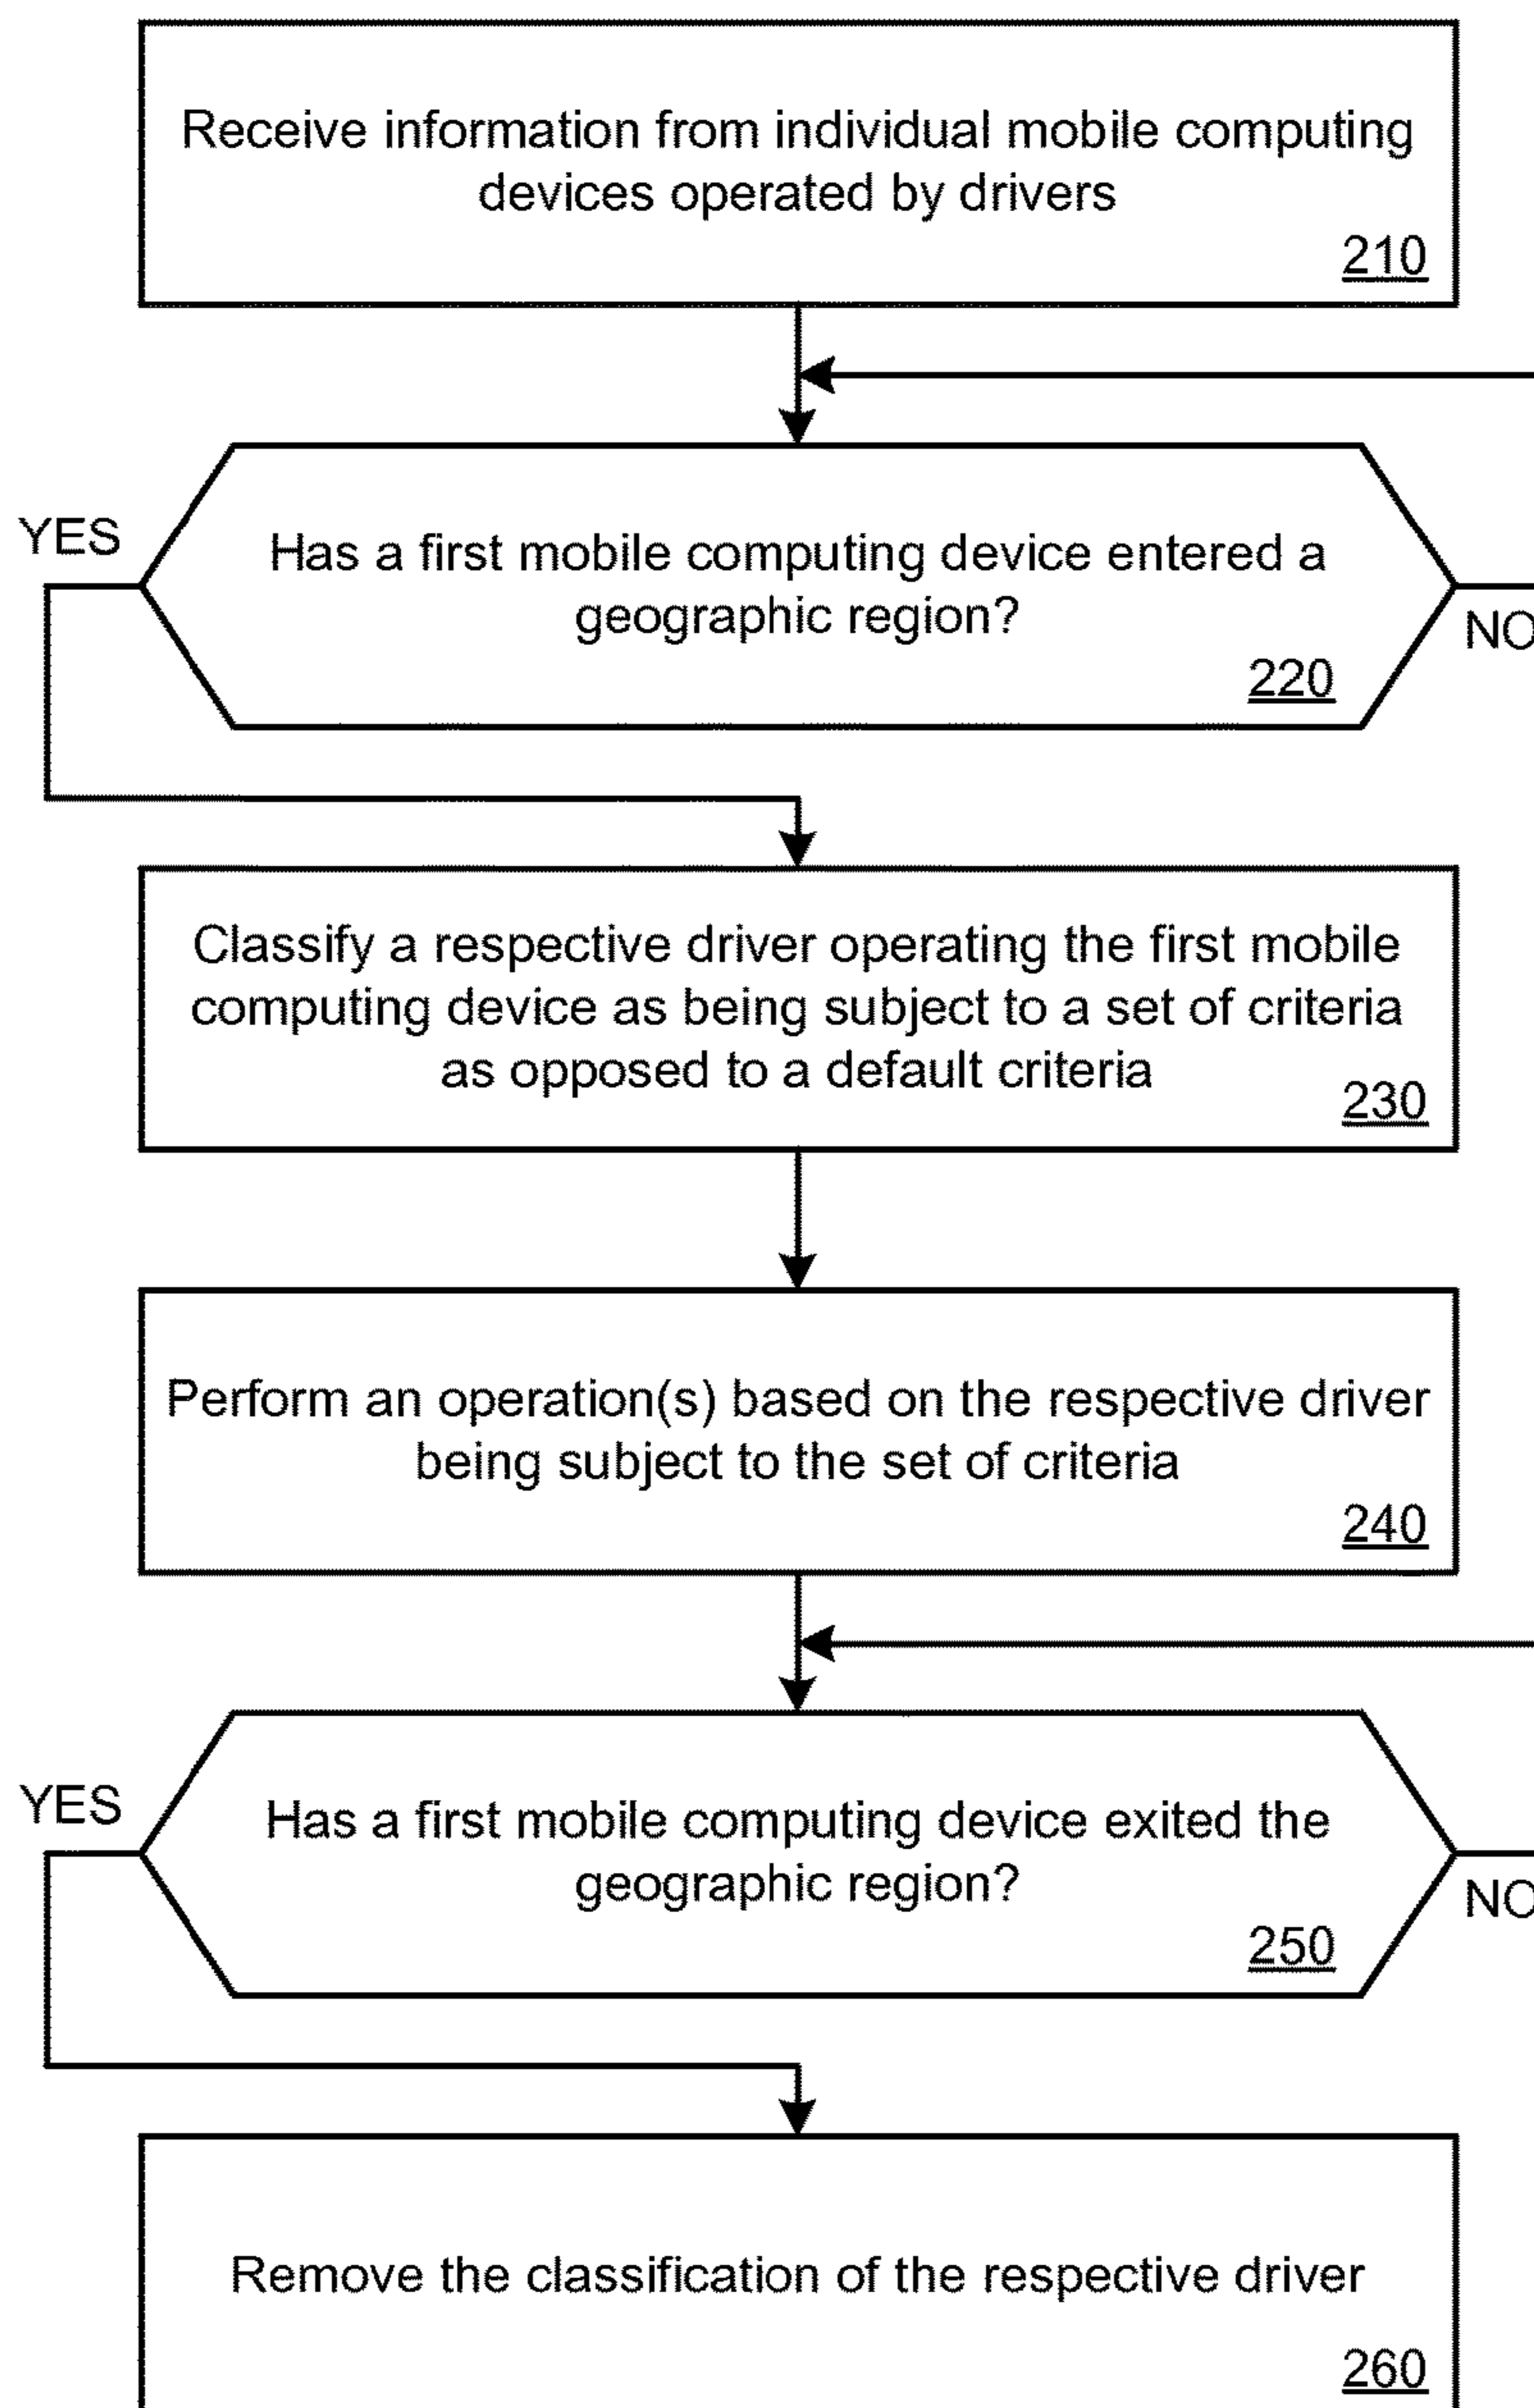 Receive information from individual mobile computing
devices operated by drivers
210
YES
Has a first mobile computing device entered a
geographic region?
NO
220
Classify a respective driver operating the first mobile
computing device as being subject to a set of criteria
as opposed to a default criteria
230
Perform an operation(s) based on the respective driver
being subject to the set of criteria
240
YES
Has a first mobile computing device exited the
geographic region?
NO
250
Remove the classification of the respective driver
260